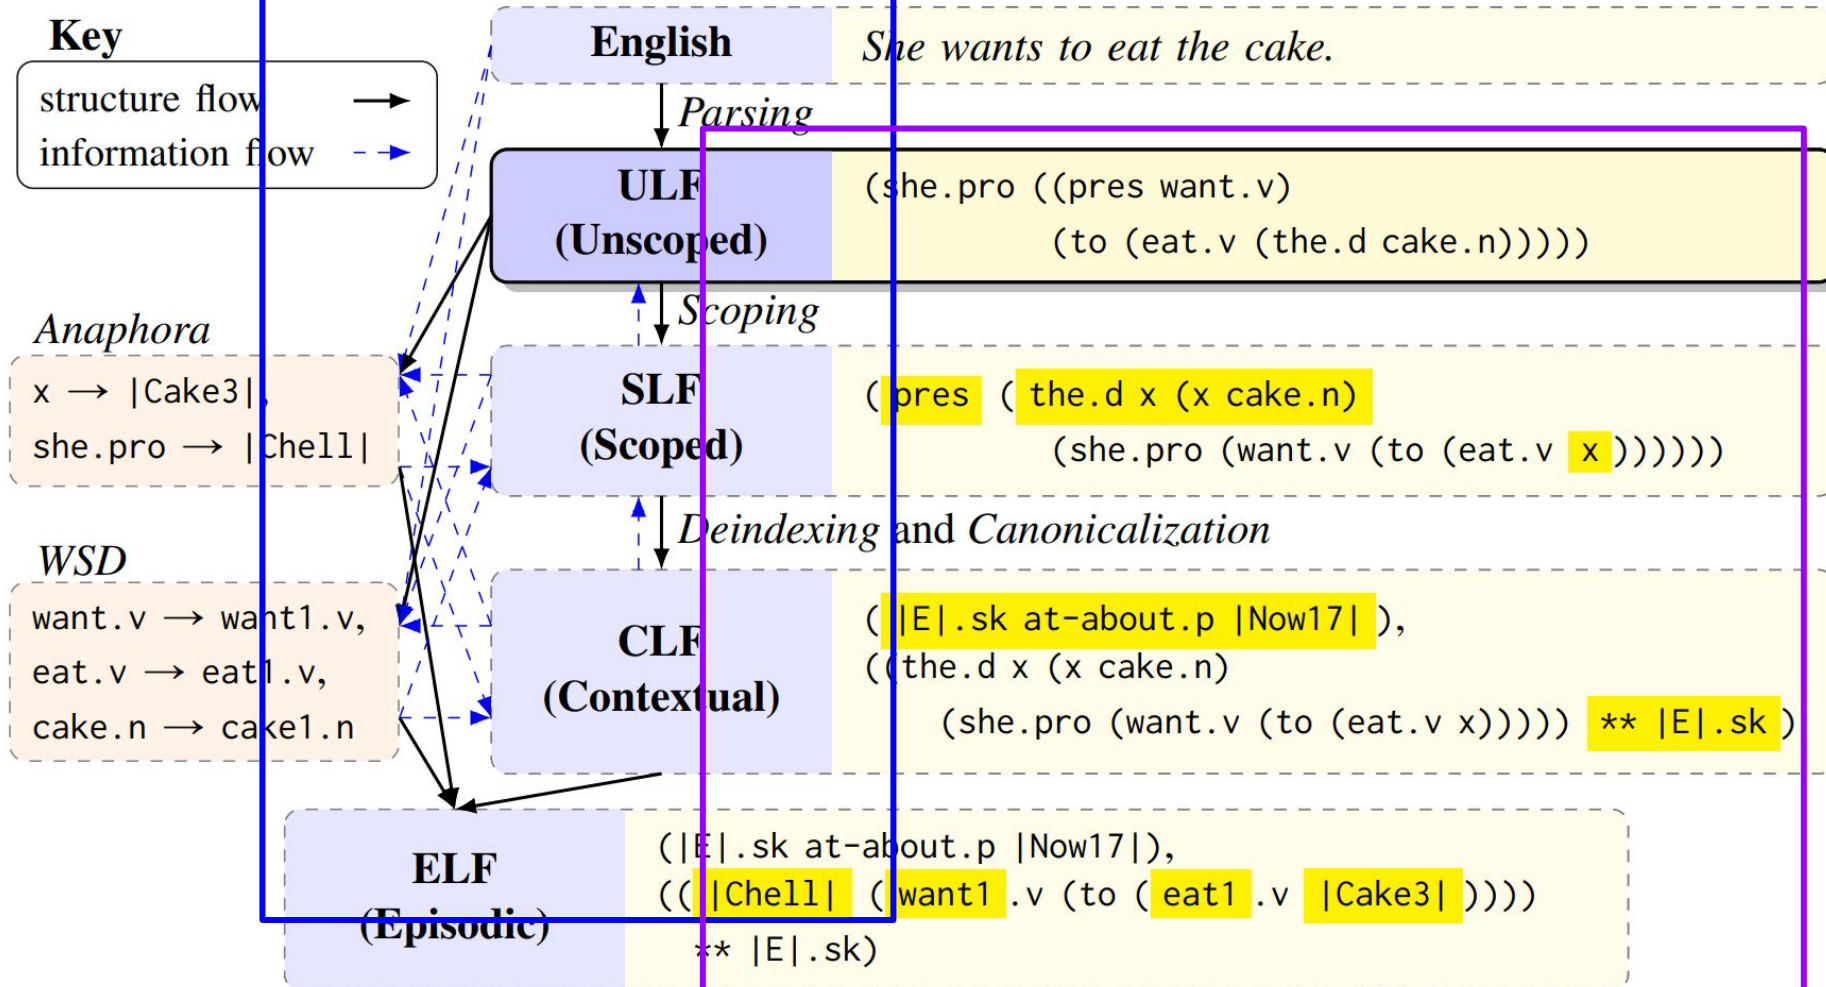 Key
structure flow
information flow
English
She wants to eat the cake.
Parsing
ULF
(Unscoped)
(she.pro ((pres want.v)
(to (eat.v (the.d cake.n)))))
Scoping
Anaphora
x → |Cake3|,
she.pro → |Chell|
SLF
(Scoped)
( pres ( the.d x (x cake.n)
(she.pro (want.v (to (eat.v x))))))
Deindexing and Canonicalization
WSD
want.v → want1.v,
eat.v → eat1.v,
cake.n → cake1.n
CLF
(Contextual)
( |E|.sk at-about.p |Now17| ),
((the.d x (x cake.n)
(she.pro (want.v (to (eat.v x))))) ** |E|.sk )
ELF
(Episodic)
(|E|.sk at-about.p |Now17|),
(( |Chell| ( want1 .v (to ( eat1 .v |Cake3| ))))
** |E|.sk)